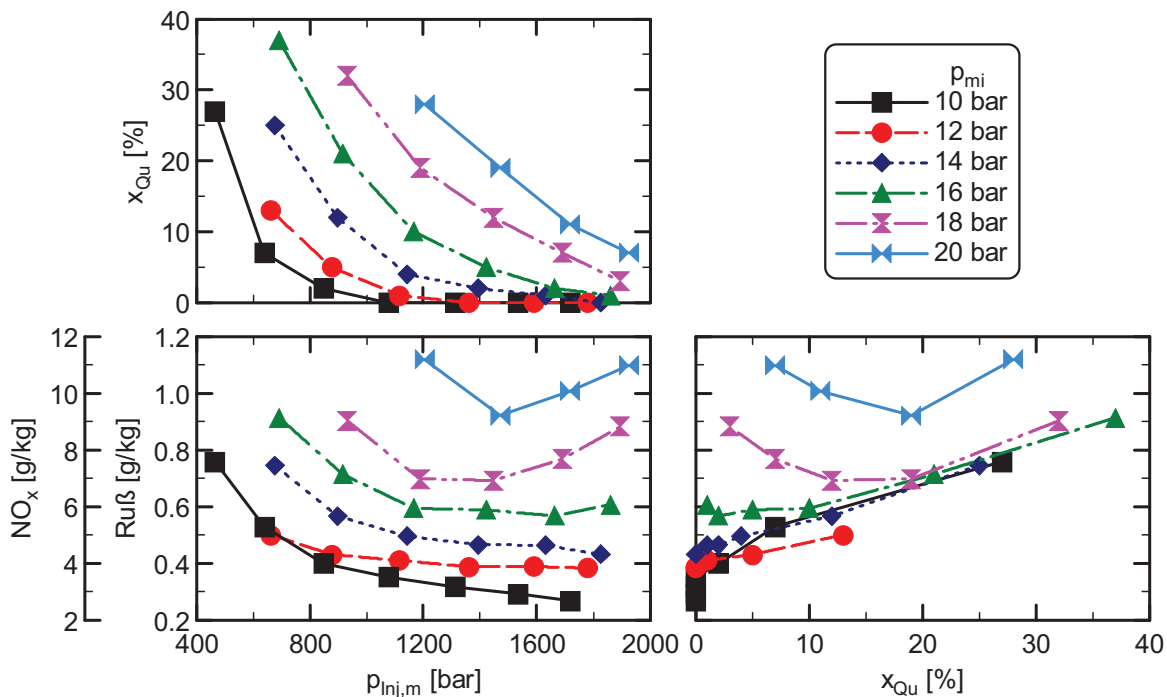 40
30
20
10
0
x_Qu [%]
p_mi
10 bar
12 bar
14 bar
16 bar
18 bar
20 bar
12
10
8
6
4
2
NO_x [g/kg]
1.2
1.0
0.8
0.6
0.4
0.2
Ruß [g/kg]
400 800 1200 1600 2000
p_Inj,m [bar]
0 10 20 30 40
x_Qu [%]